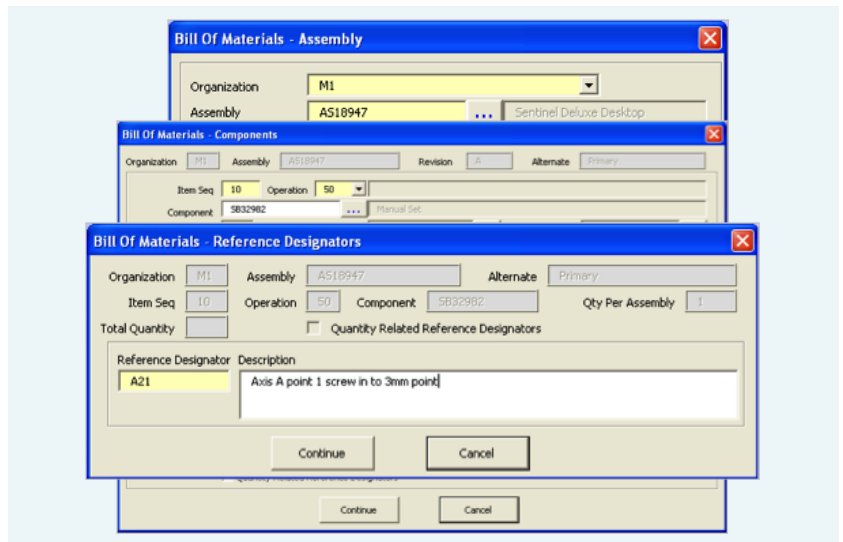 Bill Of Materials - Assembly
Organization M1
Assembly AS18947 ... Sentinel Deluxe Desktop
Bill Of Materials - Components
Organization M1 Assembly AS18947 Revision A Alternate Primary
Item Seq 10 Operation 50
Component SB32982 ... Manual Set
Bill Of Materials - Reference Designators
Organization M1 Assembly AS18947 Alternate Primary
Item Seq 10 Operation 50 Component SB32982 Qty Per Assembly 1
Total Quantity Quantity Related Reference Designators
Reference Designator Description
A21 Axis A point 1 screw in to 3mm point
Continue Cancel
Continue Cancel